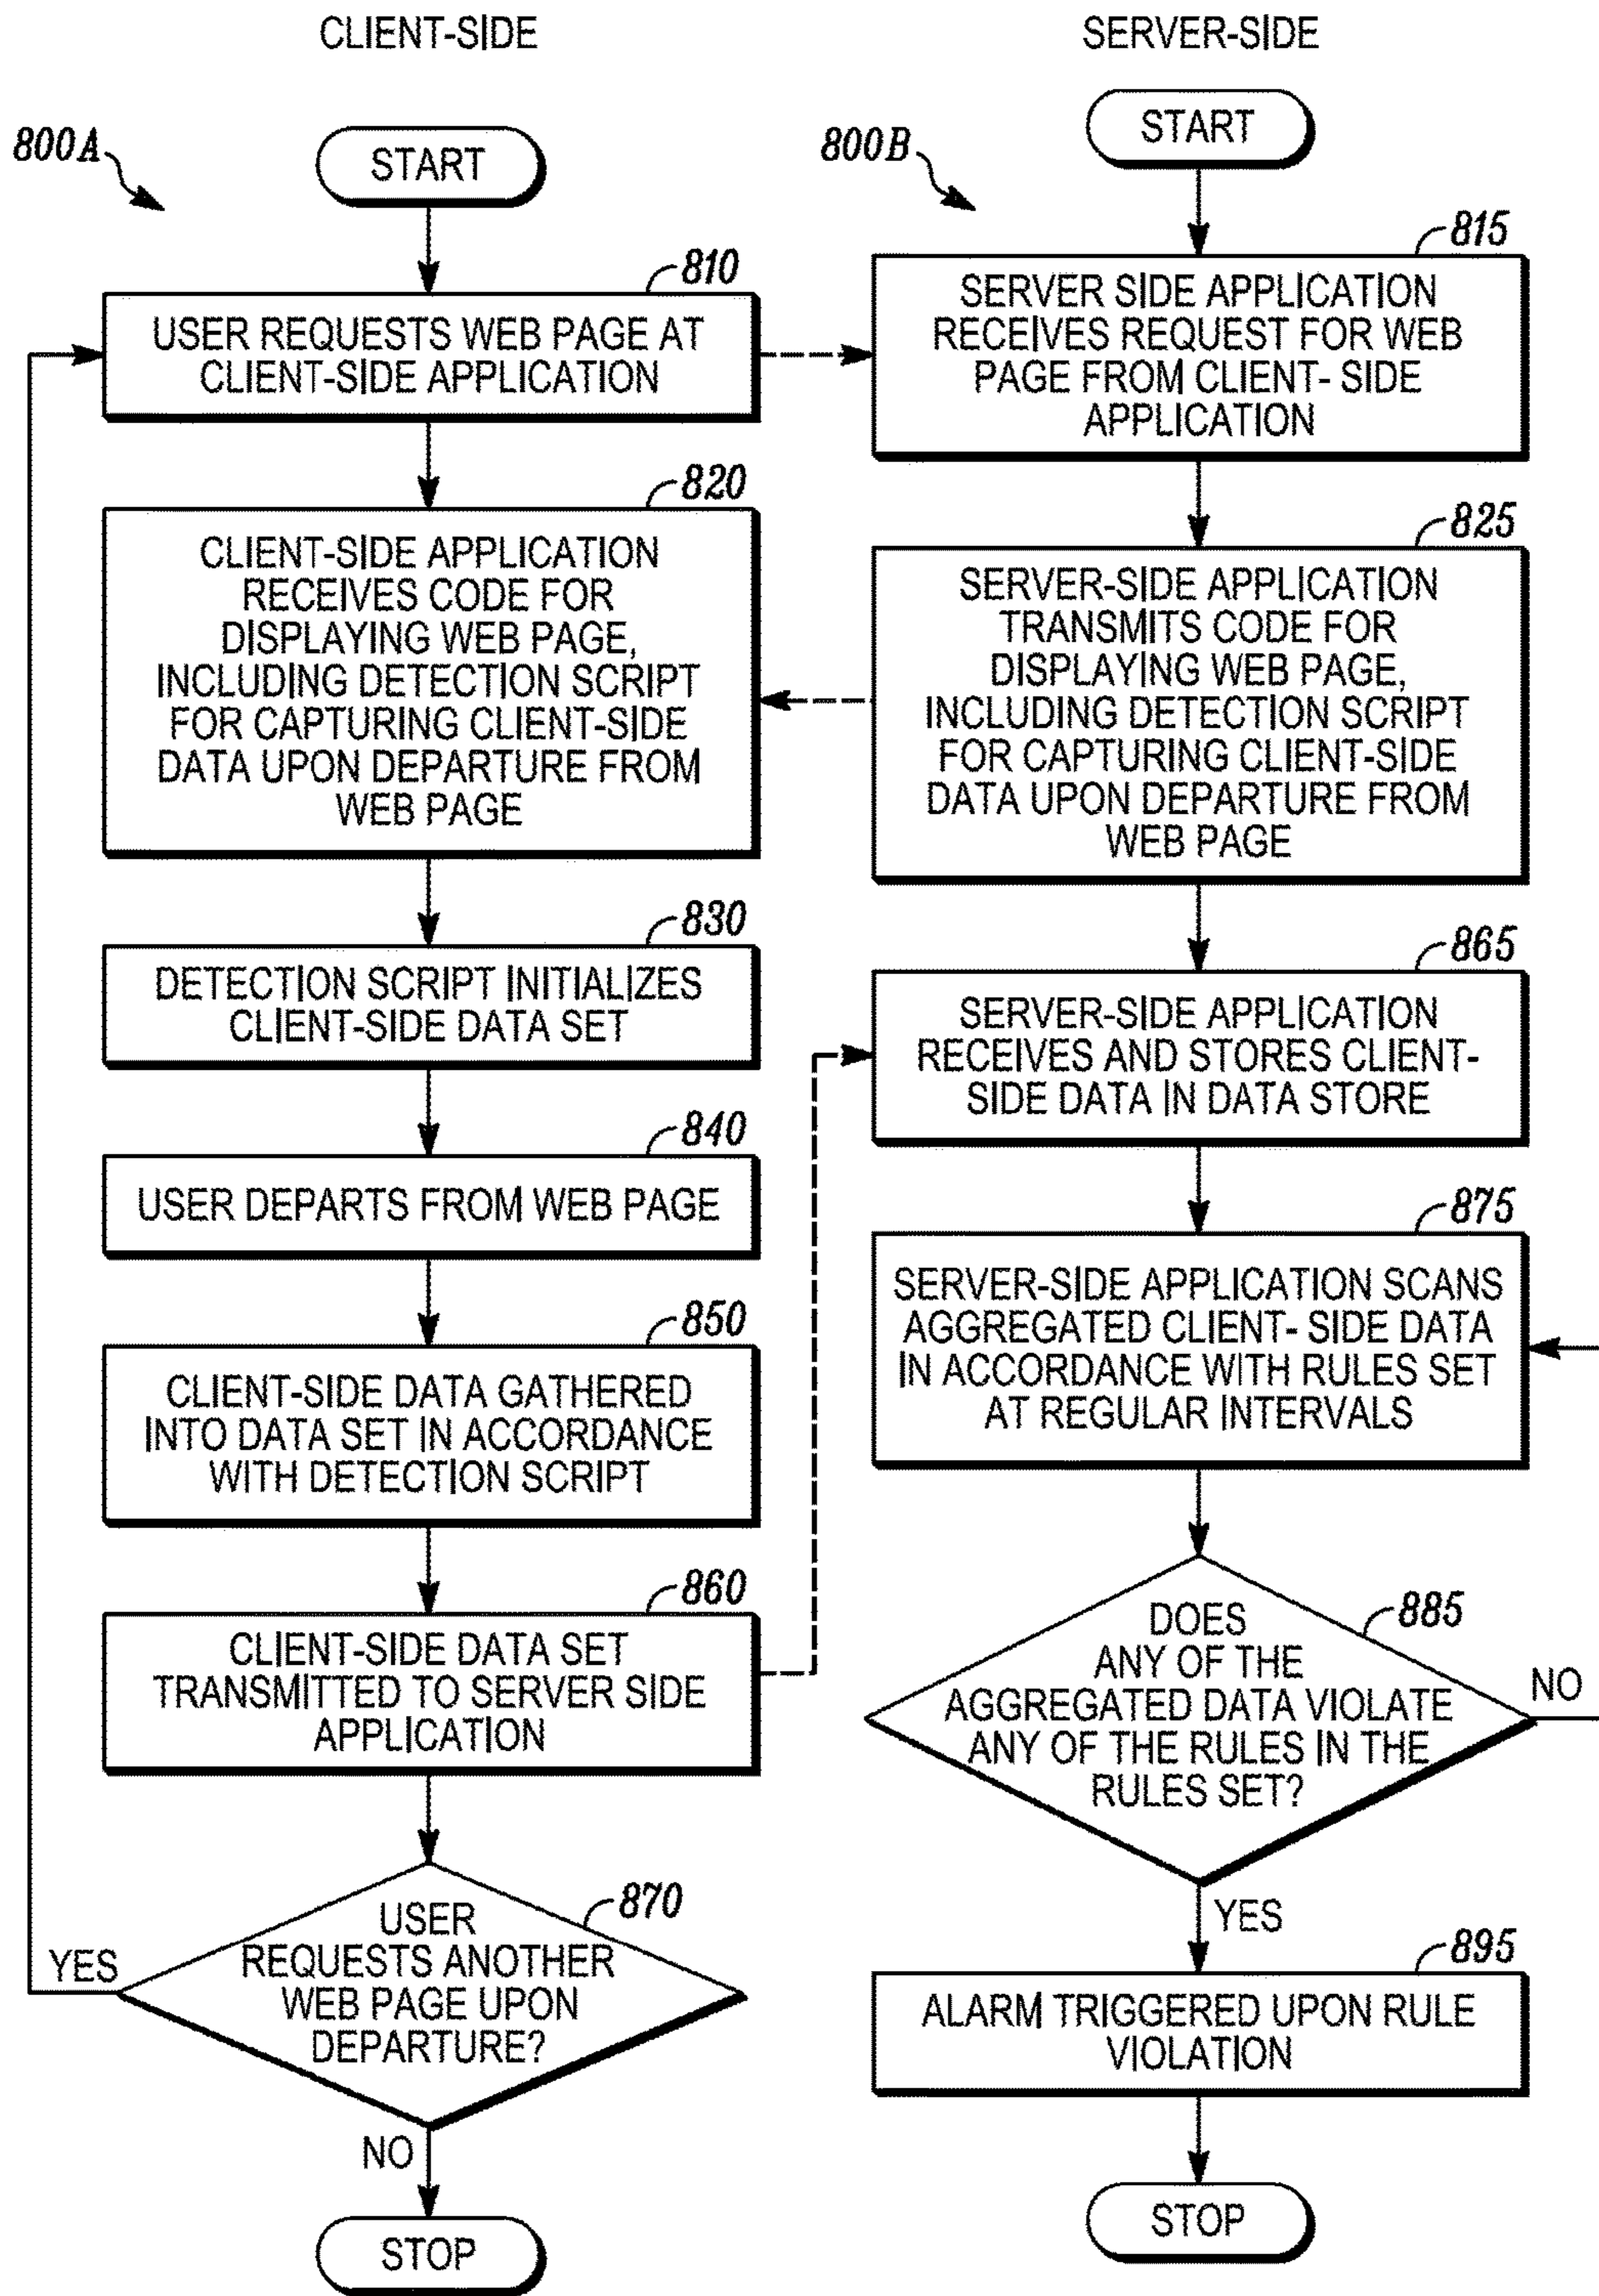 CLIENT-SIDE
800A
START
810
USER REQUESTS WEB PAGE AT
CLIENT-SIDE APPLICATION
820
CLIENT-SIDE APPLICATION
RECEIVES CODE FOR
DISPLAYING WEB PAGE,
INCLUDING DETECTION SCRIPT
FOR CAPTURING CLIENT-SIDE
DATA UPON DEPARTURE FROM
WEB PAGE
830
DETECTION SCRIPT INITIALIZES
CLIENT-SIDE DATA SET
840
USER DEPARTS FROM WEB PAGE
850
CLIENT-SIDE DATA GATHERED
INTO DATA SET IN ACCORDANCE
WITH DETECTION SCRIPT
860
CLIENT-SIDE DATA SET
TRANSMITTED TO SERVER SIDE
APPLICATION
870
USER
REQUESTS ANOTHER
WEB PAGE UPON
DEPARTURE?
YES
NO
STOP
SERVER-SIDE
800B
START
815
SERVER SIDE APPLICATION
RECEIVES REQUEST FOR WEB
PAGE FROM CLIENT- SIDE
APPLICATION
825
SERVER-SIDE APPLICATION
TRANSMITS CODE FOR
DISPLAYING WEB PAGE,
INCLUDING DETECTION SCRIPT
FOR CAPTURING CLIENT-SIDE
DATA UPON DEPARTURE FROM
WEB PAGE
865
SERVER-SIDE APPLICATION
RECEIVES AND STORES CLIENT-
SIDE DATA IN DATA STORE
875
SERVER-SIDE APPLICATION SCANS
AGGREGATED CLIENT- SIDE DATA
IN ACCORDANCE WITH RULES SET
AT REGULAR INTERVALS
885
DOES
ANY OF THE
AGGREGATED DATA VIOLATE
ANY OF THE RULES IN THE
RULES SET?
NO
YES
895
ALARM TRIGGERED UPON RULE
VIOLATION
STOP